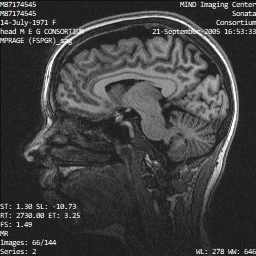 M87174545
M87174545
14-July-1971 F
head M E G CONSORTIUM
MPRAGE (FSPGR)_sag
MIND Imaging Center
Sonata
Consortium
21-September-2005 16:53:33
ST: 1.30 SL: -10.73
RT: 2730.00 ET: 3.25
FS: 1.49
MR
Images: 66/144
Series: 2
WL: 278 WW: 646